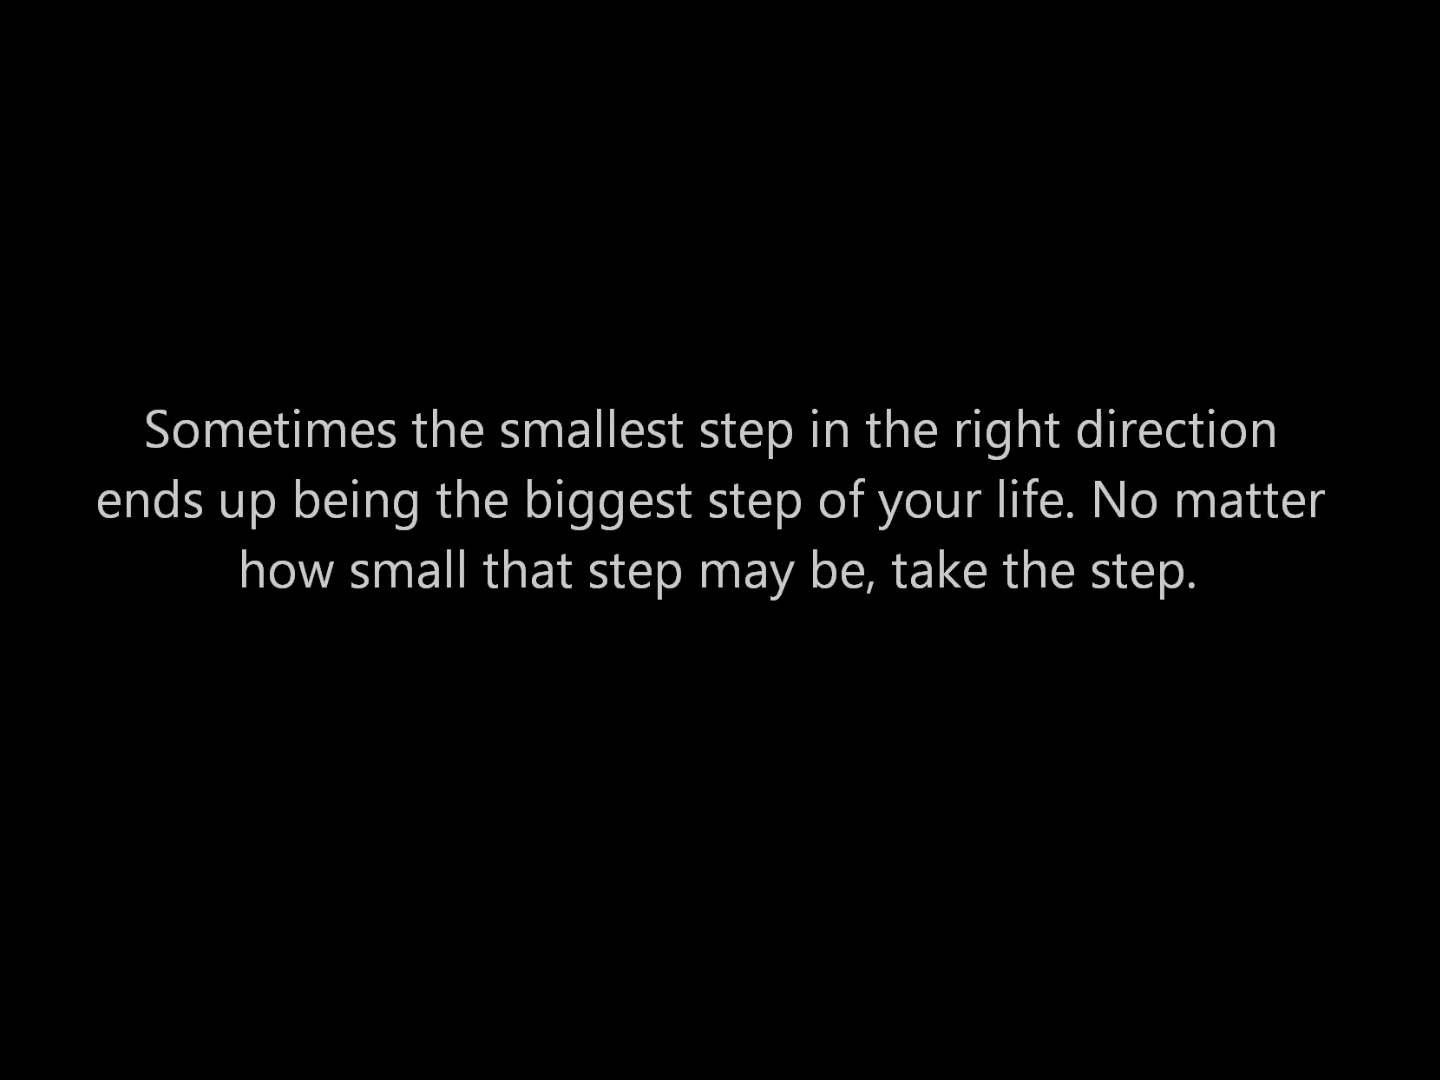 Sometimes the smallest step in the right direction
ends up being the biggest step of your life. No matter
how small that step may be, take the step.